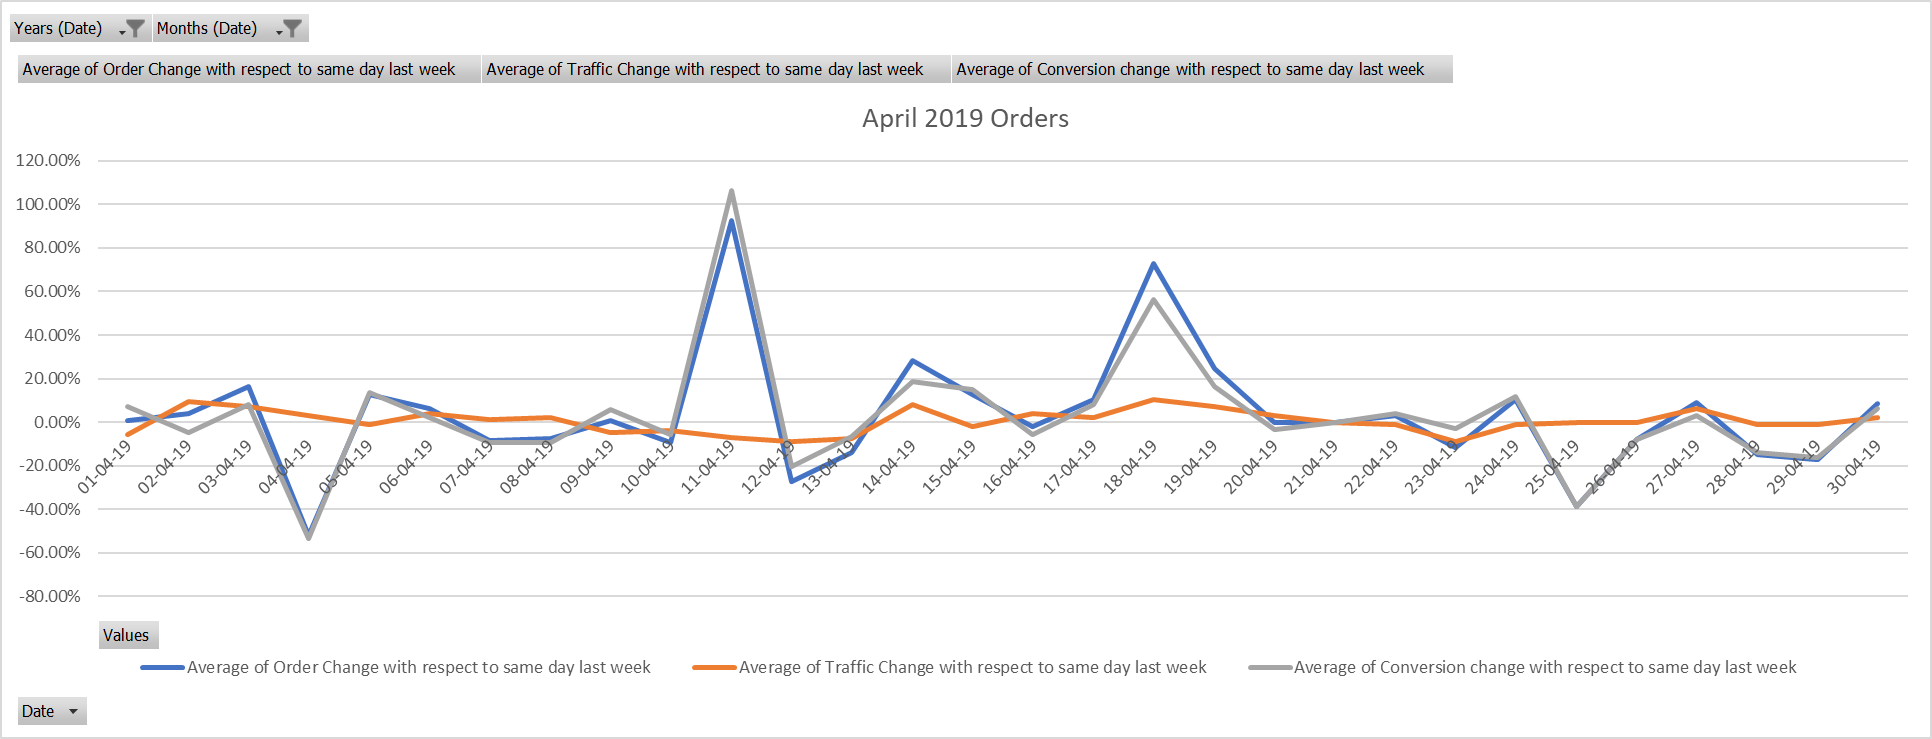 Years (Date) Months (Date)
Average of Order Change with respect to same day last week Average of Traffic Change with respect to same day last week Average of Conversion change with respect to same day last week
April 2019 Orders
120.00%
100.00%
80.00%
60.00%
40.00%
20.00%
0.00%
-20.00%
-40.00%
-60.00%
-80.00%
01-04-19 02-04-19 03-04-19 04-04-19 05-04-19 06-04-19 07-04-19 08-04-19 09-04-19 10-04-19 11-04-19 12-04-19 13-04-19 14-04-19 15-04-19 16-04-19 17-04-19 18-04-19 19-04-19 20-04-19 21-04-19 22-04-19 23-04-19 24-04-19 25-04-19 26-04-19 27-04-19 28-04-19 29-04-19 30-04-19
Values
Average of Order Change with respect to same day last week Average of Traffic Change with respect to same day last week Average of Conversion change with respect to same day last week
Date